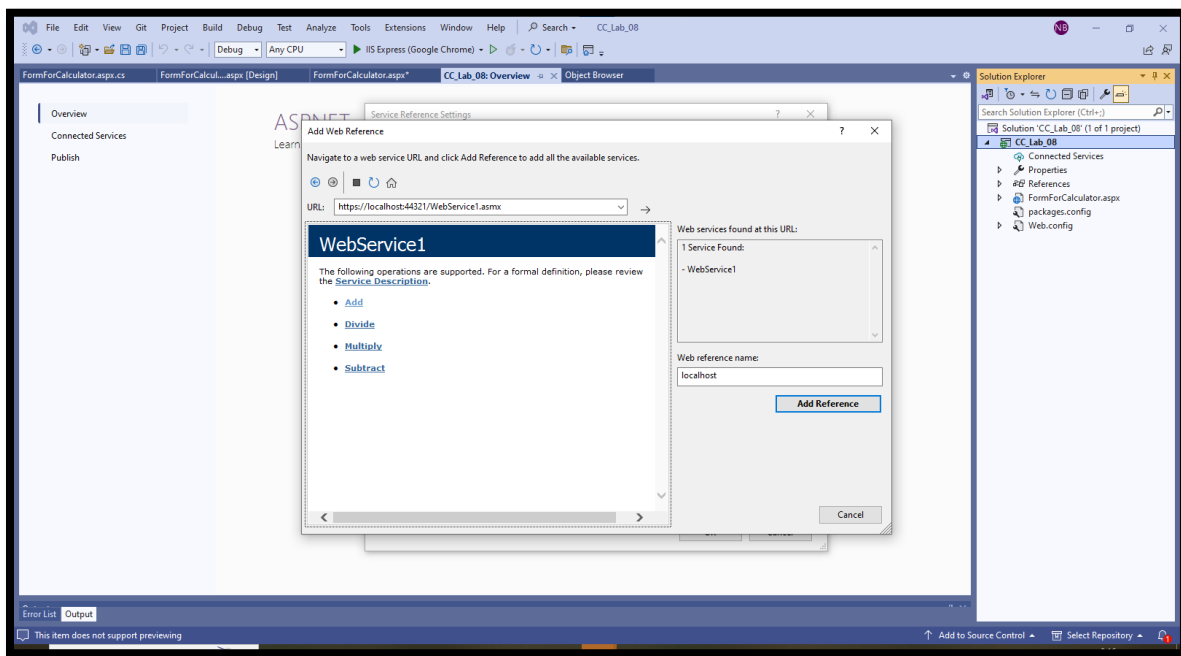 File Edit View Git Project Build Debug Test Analyze Tools Extensions Window Help Search CC_Lab_08 NB
Debug Any CPU IIS Express (Google Chrome)
FormForCalculator.aspx.cs FormForCalcul....aspx [Design] FormForCalculator.aspx* CC_Lab_08: Overview Object Browser
Overview
Connected Services
Publish
Learn
Service Reference Settings ? ×
Add Web Reference ? ×
Navigate to a web service URL and click Add Reference to add all the available services.
URL: https://localhost:44321/WebService1.asmx
WebService1
The following operations are supported. For a formal definition, please review
the Service Description.
• Add
• Divide
• Multiply
• Subtract
Web services found at this URL:
1 Service Found:
- WebService1
Web reference name:
localhost
Add Reference
Cancel
Solution Explorer
Search Solution Explorer (Ctrl+;)
Solution 'CC_Lab_08' (1 of 1 project)
CC_Lab_08
Connected Services
Properties
References
FormForCalculator.aspx
packages.config
Web.config
Error List Output
This item does not support previewing Add to Source Control Select Repository 1